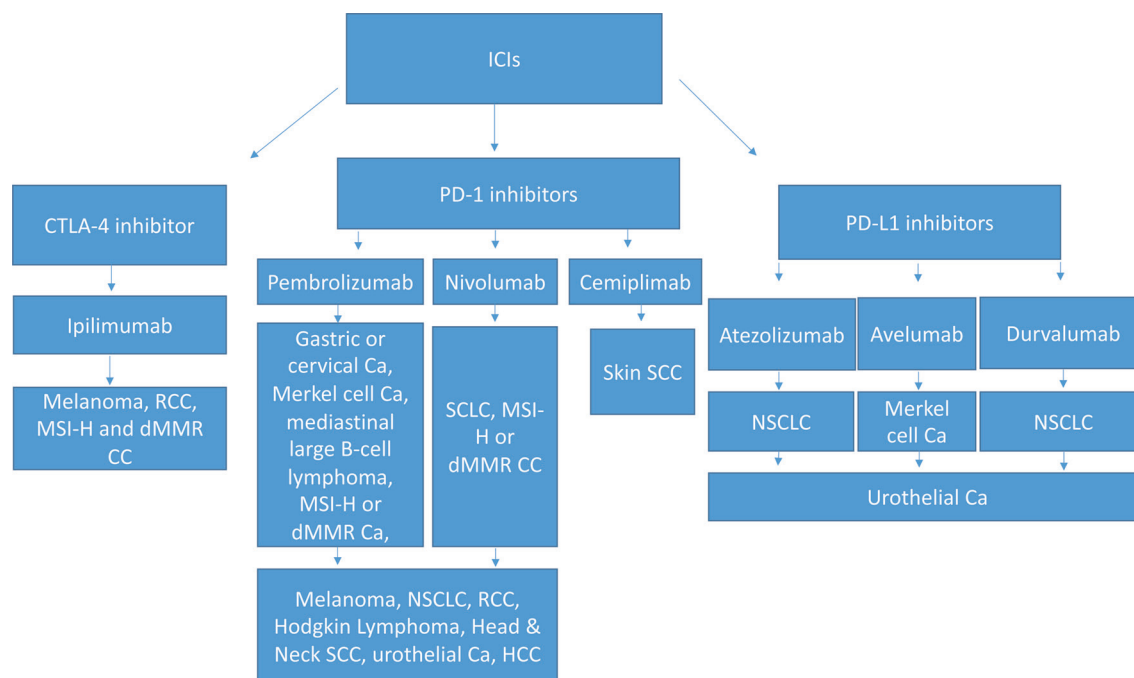 ICIs
CTLA-4 inhibitor
PD-1 inhibitors
PD-L1 inhibitors
Ipilimumab
Pembrolizumab
Nivolumab
Cemiplimab
Atezolizumab
Avelumab
Durvalumab
Melanoma, RCC,
MSI-H and dMMR
CC
Gastric or
cervical Ca,
Merkel cell Ca,
mediastinal
large B-cell
lymphoma,
MSI-H or
dMMR Ca,
SCLC, MSI-
H or
dMMR CC
Skin SCC
NSCLC
Merkel
cell Ca
NSCLC
Urothelial Ca
Melanoma, NSCLC, RCC,
Hodgkin Lymphoma, Head &
Neck SCC, urothelial Ca, HCC